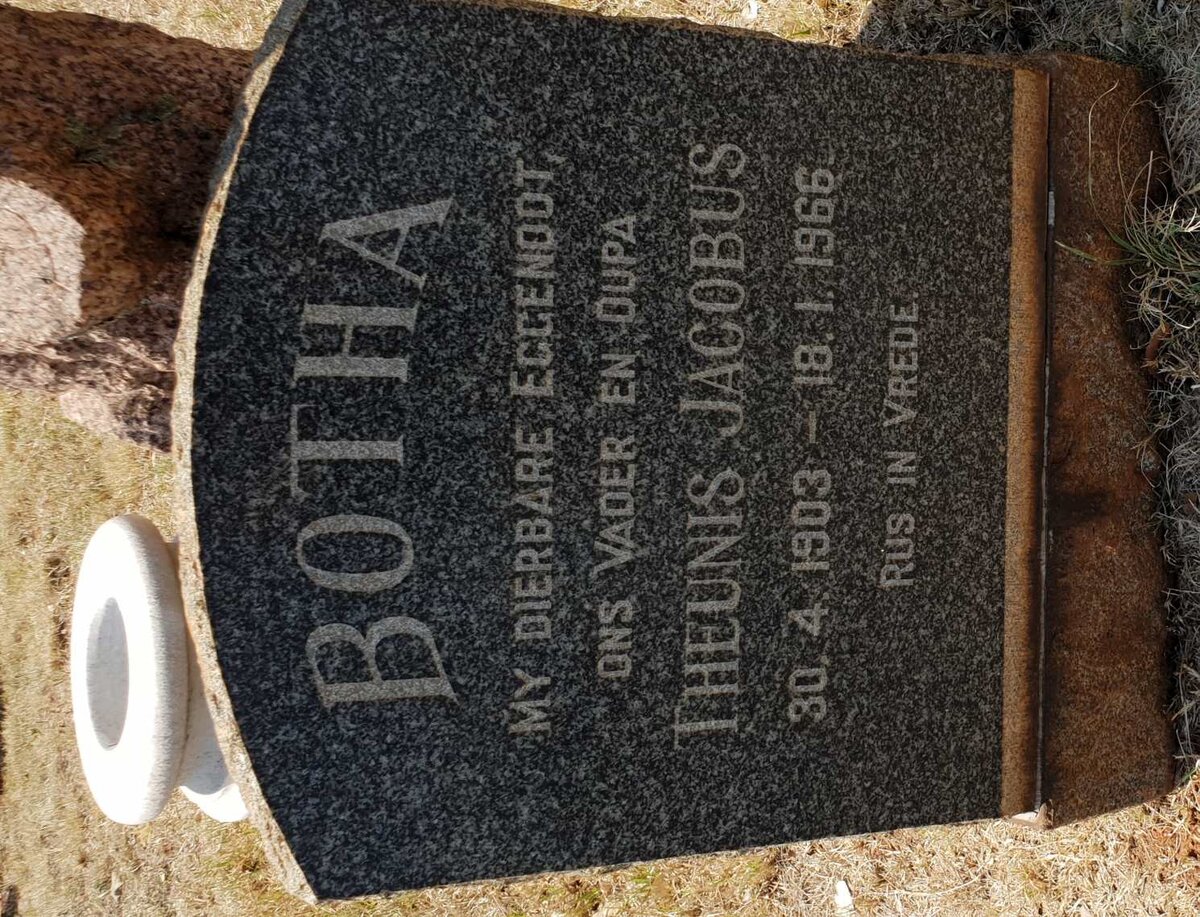 BOTHA
MY DIERBARE EGGENOOT,
ONS VADER EN OUPA
THEUNIS JACOBUS
30.4.1903 – 18.1.1966.
RUS IN VREDE.